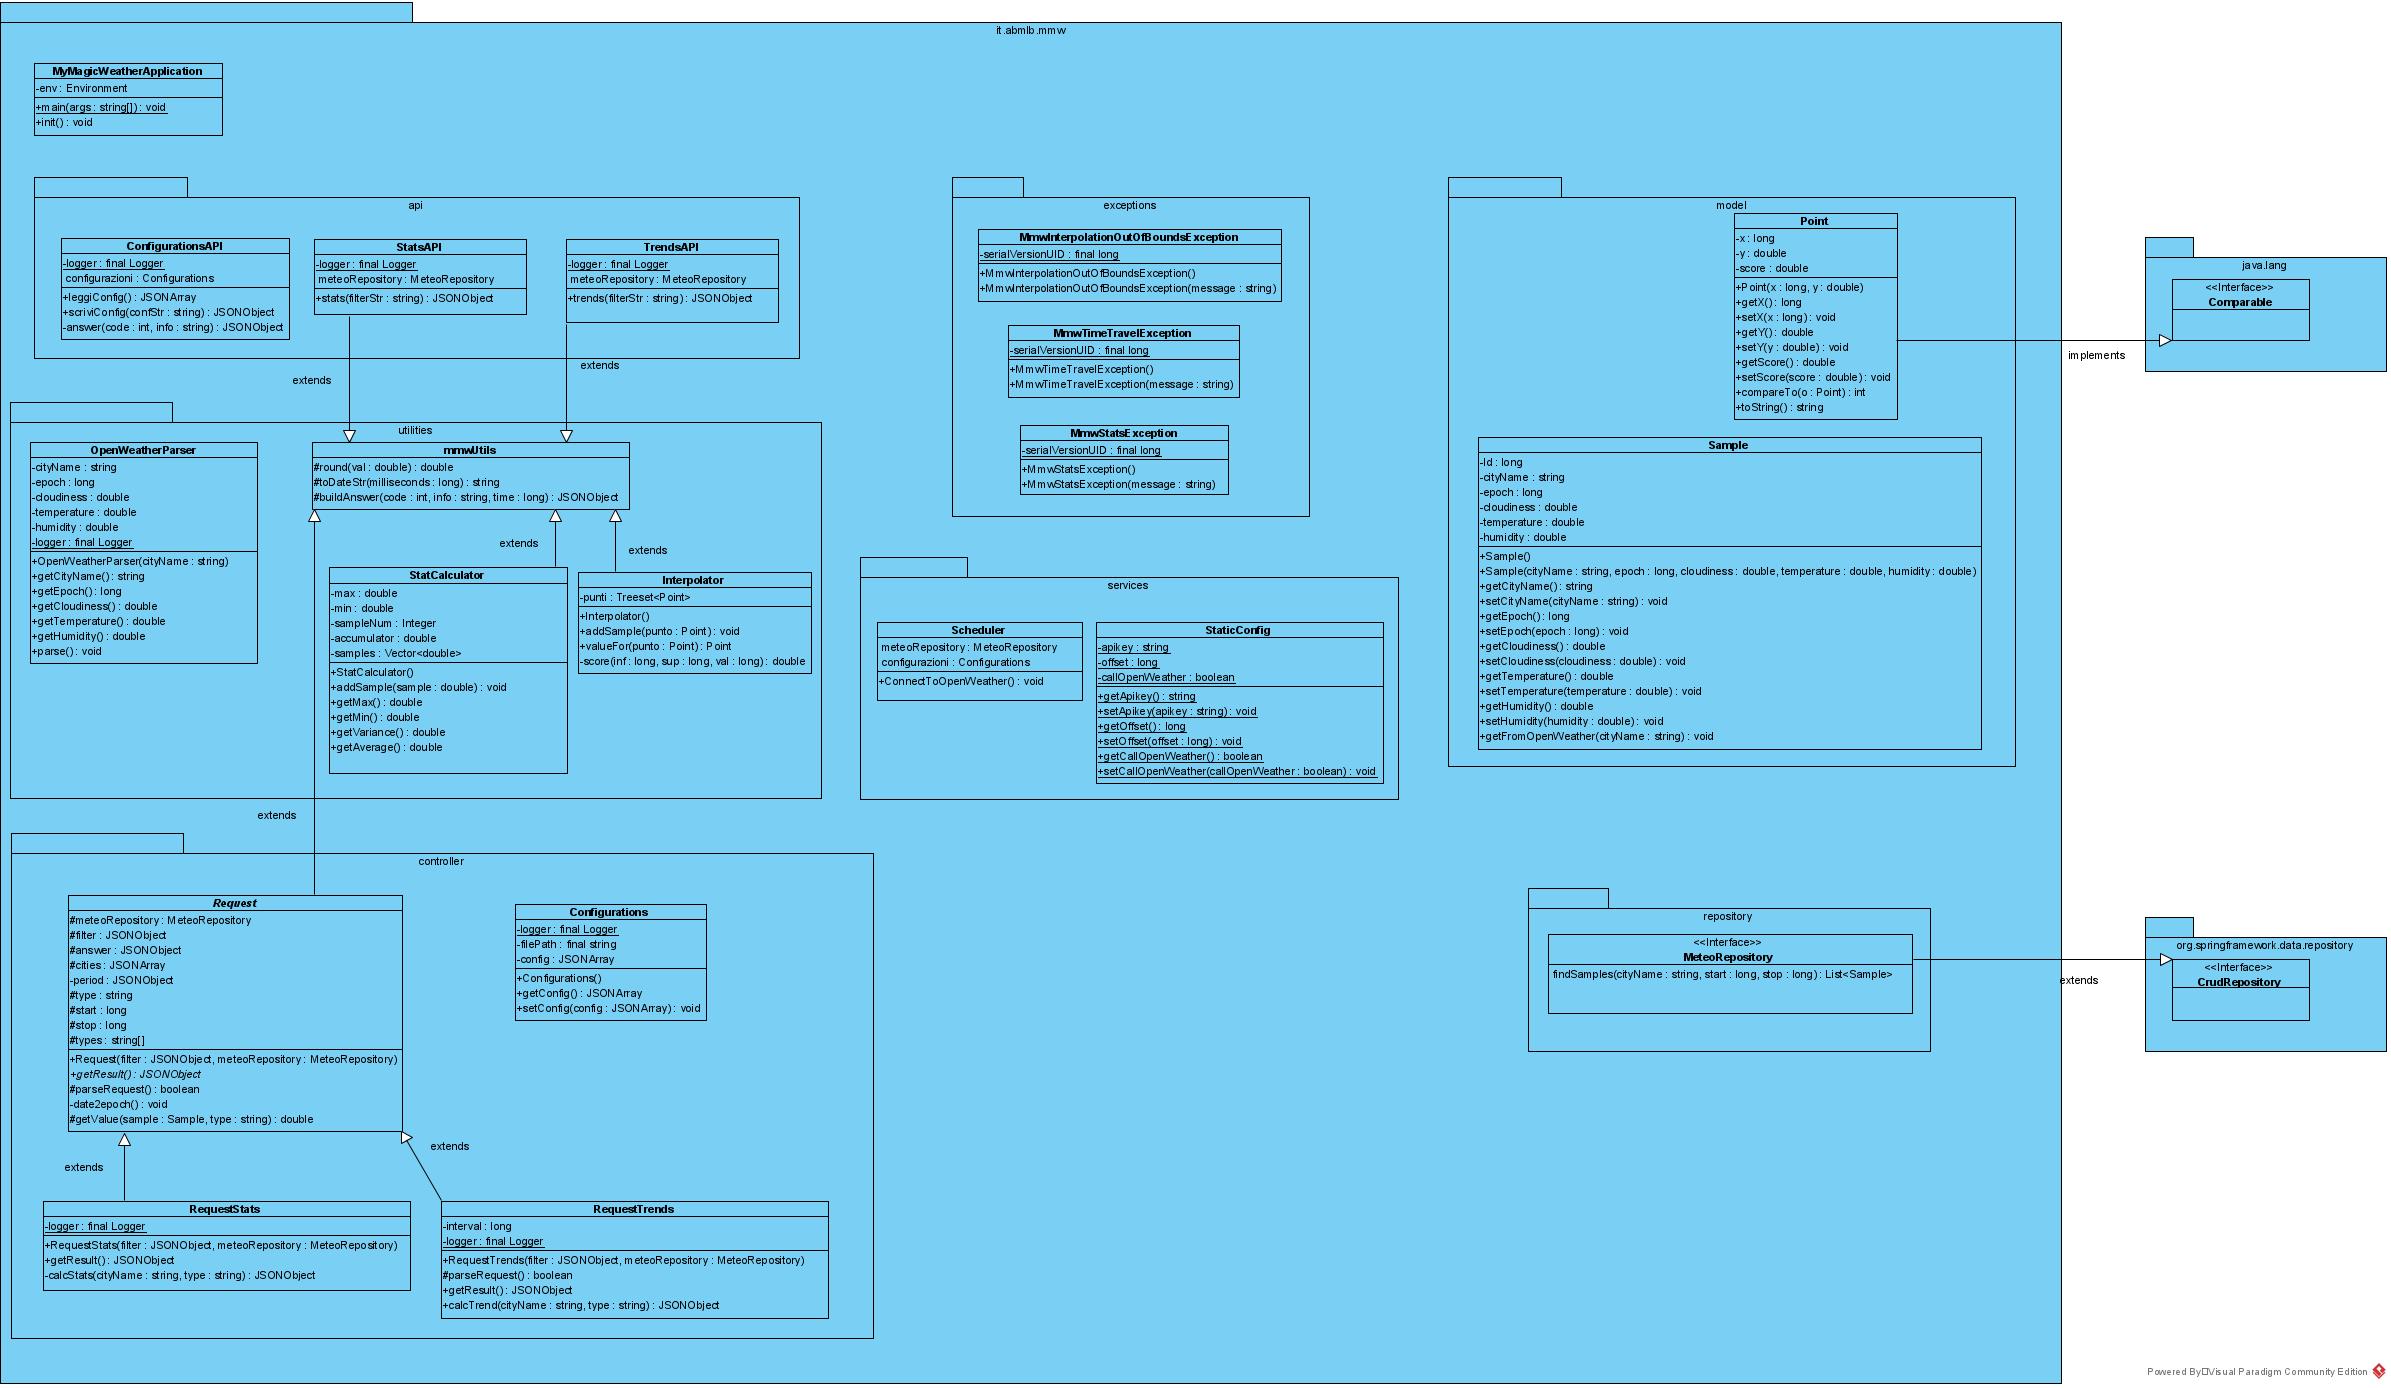 it.abmlb.mmw
MyMagicWeatherApplication
-env : Environment
+main(args : string[]) : void
+init() : void
api
ConfigurationsAPI
-logger : final Logger
configurazioni : Configurations
+leggiConfig() : JSONArray
+scriviConfig(confStr : string) : JSONObject
-answer(code : int, info : string) : JSONObject
StatsAPI
-logger : final Logger
meteoRepository : MeteoRepository
+stats(filterStr : string) : JSONObject
TrendsAPI
-logger : final Logger
meteoRepository : MeteoRepository
+trends(filterStr : string) : JSONObject
extends
extends
exceptions
MmwInterpolationOutOfBoundsException
-serialVersionUID : final long
+MmwInterpolationOutOfBoundsException()
+MmwInterpolationOutOfBoundsException(message : string)
MmwTimeTravelException
-serialVersionUID : final long
+MmwTimeTravelException()
+MmwTimeTravelException(message : string)
MmwStatsException
-serialVersionUID : final long
+MmwStatsException()
+MmwStatsException(message : string)
model
Point
-x : long
-y : double
-score : double
+Point(x : long, y : double)
+getX() : long
+setX(x : long) : void
+getY() : double
+setY(y : double) : void
+getScore() : double
+setScore(score : double) : void
+compareTo(o : Point) : int
+toString() : string
implements
java.lang
<<Interface>>
Comparable
Sample
-Id : long
-cityName : string
-epoch : long
-cloudiness : double
-temperature : double
-humidity : double
+Sample()
+Sample(cityName : string, epoch : long, cloudiness : double, temperature : double, humidity : double)
+getCityName() : string
+setCityName(cityName : string) : void
+getEpoch() : long
+setEpoch(epoch : long) : void
+getCloudiness() : double
+setCloudiness(cloudiness : double) : void
+getTemperature() : double
+setTemperature(temperature : double) : void
+getHumidity() : double
+setHumidity(humidity : double) : void
+getFromOpenWeather(cityName : string) : void
utilities
OpenWeatherParser
-cityName : string
-epoch : long
-cloudiness : double
-temperature : double
-humidity : double
-logger : final Logger
+OpenWeatherParser(cityName : string)
+getCityName() : string
+getEpoch() : long
+getCloudiness() : double
+getTemperature() : double
+getHumidity() : double
+parse() : void
mmwUtils
#round(val : double) : double
#toDateStr(milliseconds : long) : string
#buildAnswer(code : int, info : string, time : long) : JSONObject
extends
extends
StatCalculator
-max : double
-min : double
-sampleNum : Integer
-accumulator : double
-samples : Vector<double>
+StatCalculator()
+addSample(sample : double) : void
+getMax() : double
+getMin() : double
+getVariance() : double
+getAverage() : double
Interpolator
-punti : Treeset<Point>
+Interpolator()
+addSample(punto : Point) : void
+valueFor(punto : Point) : Point
-score(inf : long, sup : long, val : long) : double
services
Scheduler
meteoRepository : MeteoRepository
configurazioni : Configurations
+ConnectToOpenWeather() : void
StaticConfig
-apikey : string
-offset : long
-callOpenWeather : boolean
+getApikey() : string
+setApikey(apikey : string) : void
+getOffset() : long
+setOffset(offset : long) : void
+getCallOpenWeather() : boolean
+setCallOpenWeather(callOpenWeather : boolean) : void
extends
controller
Request
#meteoRepository : MeteoRepository
#filter : JSONObject
#answer : JSONObject
#cities : JSONArray
-period : JSONObject
#type : string
#start : long
#stop : long
#types : string[]
+Request(filter : JSONObject, meteoRepository : MeteoRepository)
+getResult() : JSONObject
#parseRequest() : boolean
-date2epoch() : void
#getValue(sample : Sample, type : string) : double
Configurations
-logger : final Logger
-filePath : final string
-config : JSONArray
+Configurations()
+getConfig() : JSONArray
+setConfig(config : JSONArray) : void
extends
extends
RequestStats
-logger : final Logger
+RequestStats(filter : JSONObject, meteoRepository : MeteoRepository)
+getResult() : JSONObject
-calcStats(cityName : string, type : string) : JSONObject
RequestTrends
-interval : long
-logger : final Logger
+RequestTrends(filter : JSONObject, meteoRepository : MeteoRepository)
#parseRequest() : boolean
+getResult() : JSONObject
+calcTrend(cityName : string, type : string) : JSONObject
repository
<<Interface>>
MeteoRepository
findSamples(cityName : string, start : long, stop : long) : List<Sample>
extends
org.springframework.data.repository
<<Interface>>
CrudRepository
Powered By Visual Paradigm Community Edition